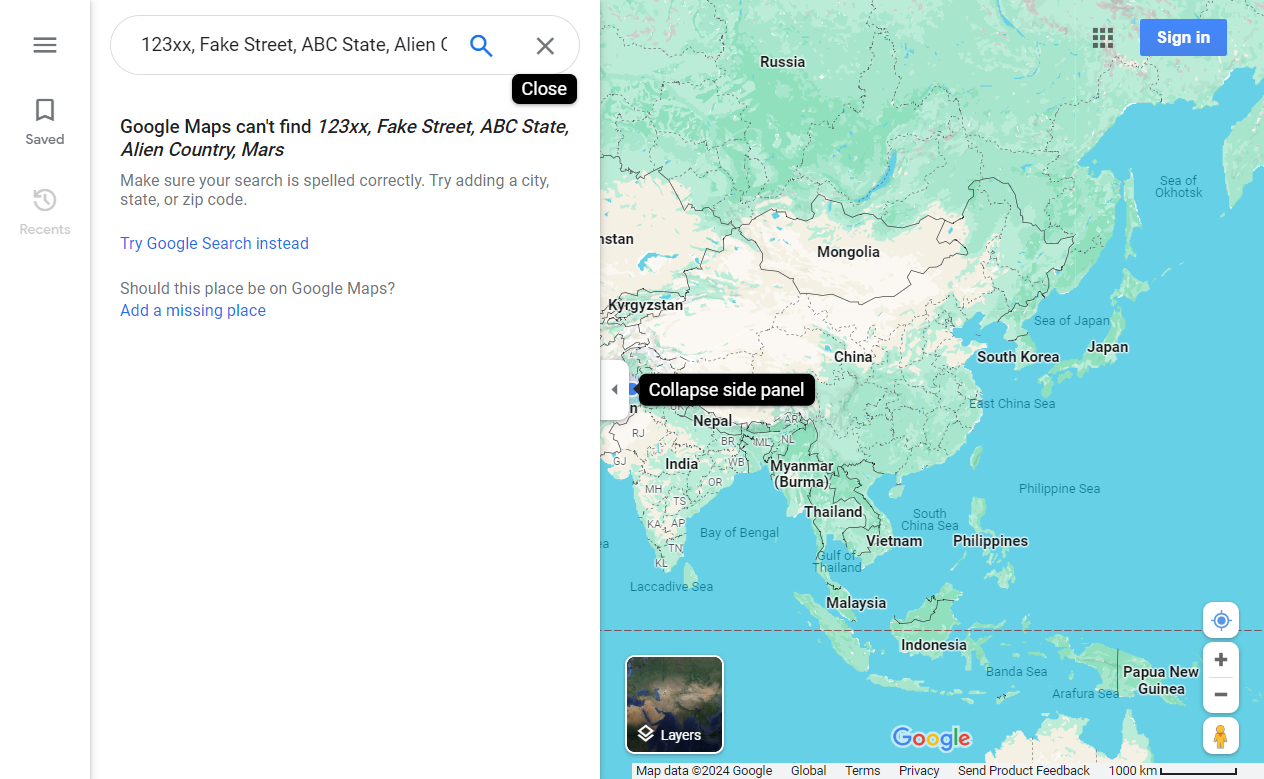 123xx, Fake Street, ABC State, Alien
Sign in
Close
Saved
Recents
Google Maps can't find 123xx, Fake Street, ABC State,
Alien Country, Mars
Make sure your search is spelled correctly. Try adding a city,
state, or zip code.
Try Google Search instead
Should this place be on Google Maps?
Add a missing place
Russia
Sea of
Okhotsk
nstan
Mongolia
Kyrgyzstan
Sea of Japan
Japan
China
South Korea
Collapse side panel
East China Sea
n
Nepal
AR
RJ
BR
ML
NL
GJ
India
WB
Myanmar
(Burma)
OR
MH
TS
Philippine Sea
Thailand
South
China Sea
KA
AP
Bay of Bengal
Vietnam
Philippines
TN
KL
Gulf of
Thailand
Laccadive Sea
Malaysia
Indonesia
Banda Sea
Papua New
Guinea
Arafura Sea
Layers
Google
Map data ©2024 Google
Global
Terms
Privacy
Send Product Feedback
1000 km